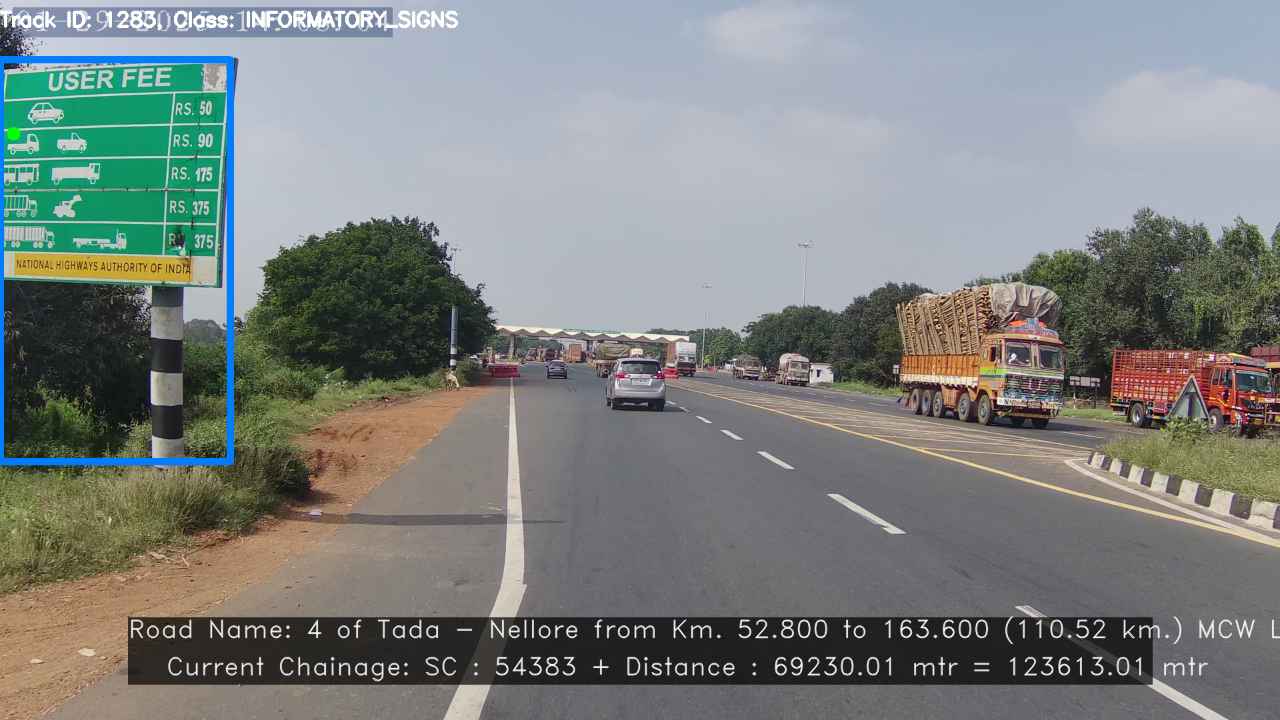 Track ID: 1283, Class: INFORMATORY_SIGNS
USER FEE
RS. 50
RS. 90
RS. 175
RS. 375
375
NATIONAL HIGHWAYS AUTHORITY OF INDIA
Road Name: 4 of Tada - Nellore from Km. 52.800 to 163.600 (110.52 km.) MCW
Current Chainage: SC : 54383 + Distance : 69230.01 mtr = 123613.01 mtr